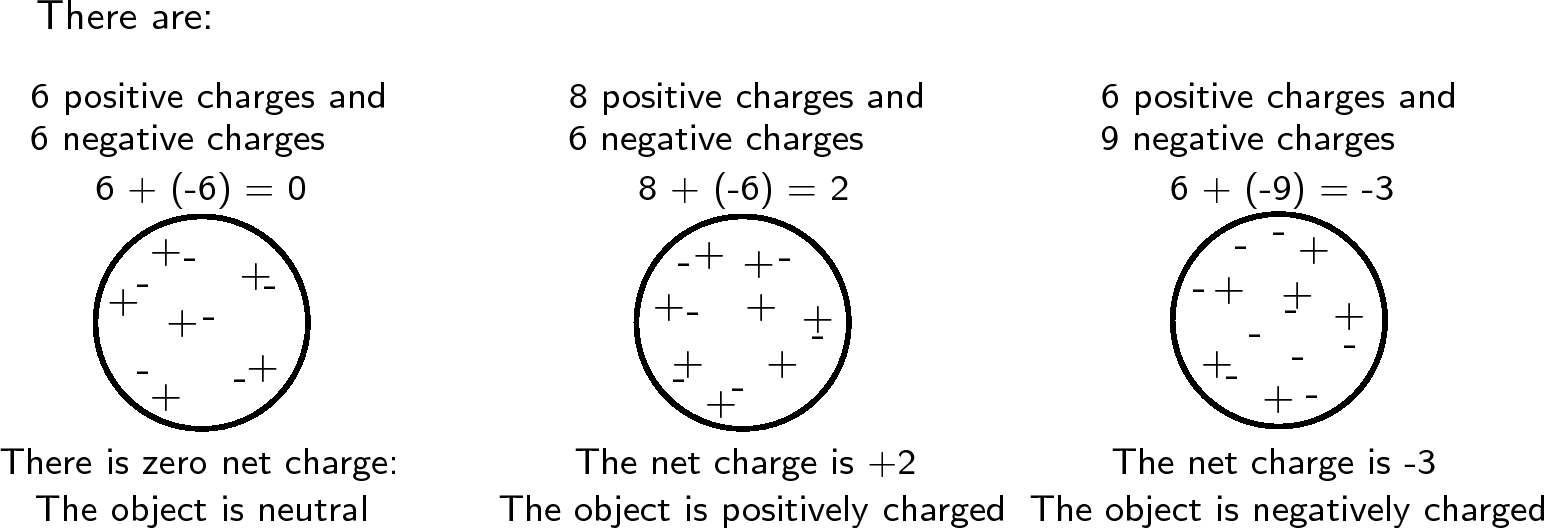 There are:
6 positive charges and
6 negative charges
6 + (-6) = 0
+-
+-
-
+
+-
-
+
-+
There is zero net charge:
The object is neutral
8 positive charges and
6 negative charges
8 + (-6) = 2
-+
+-
+-
+
+
-
+
-
+
-
+
The net charge is +2
The object is positively charged
6 positive charges and
9 negative charges
6 + (-9) = -3
-
-
+
-+
+
-
+
-
-
-
+
-
+-
The net charge is -3
The object is negatively charged